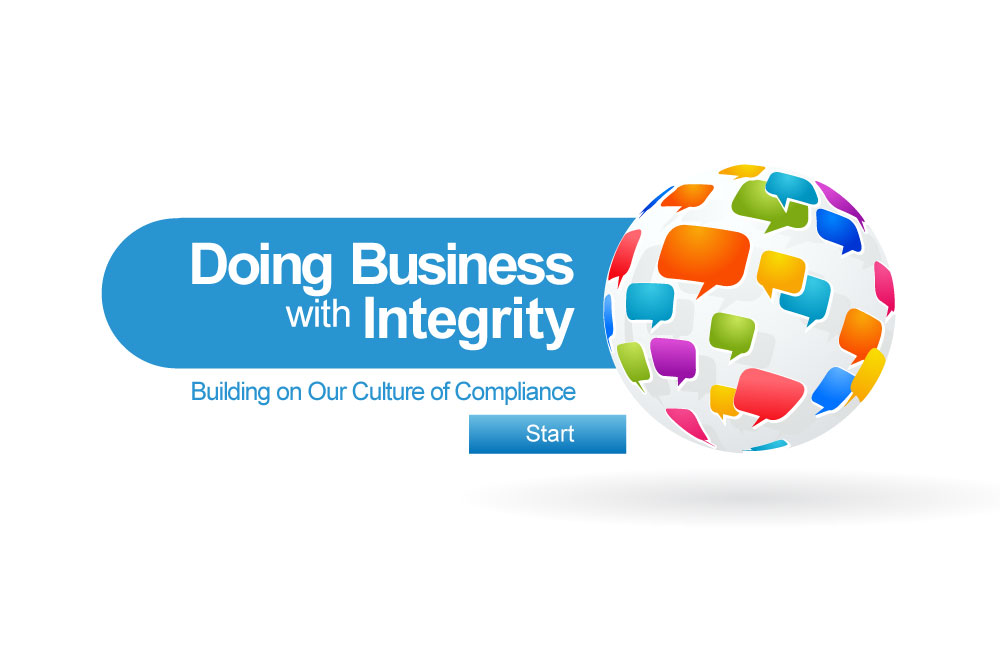 Doing Business
with Integrity
Building on Our Culture of Compliance
Start